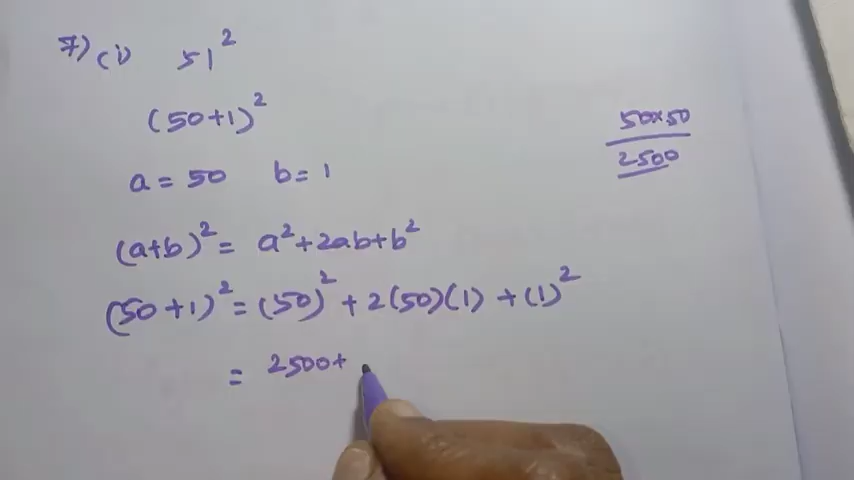 7) (i) 51²
(50+1)²
50×50
2500
a = 50 b = 1
(a+b)² = a²+2ab+b²
(50+1)² = (50)² + 2(50)(1) + (1)²
= 2500+